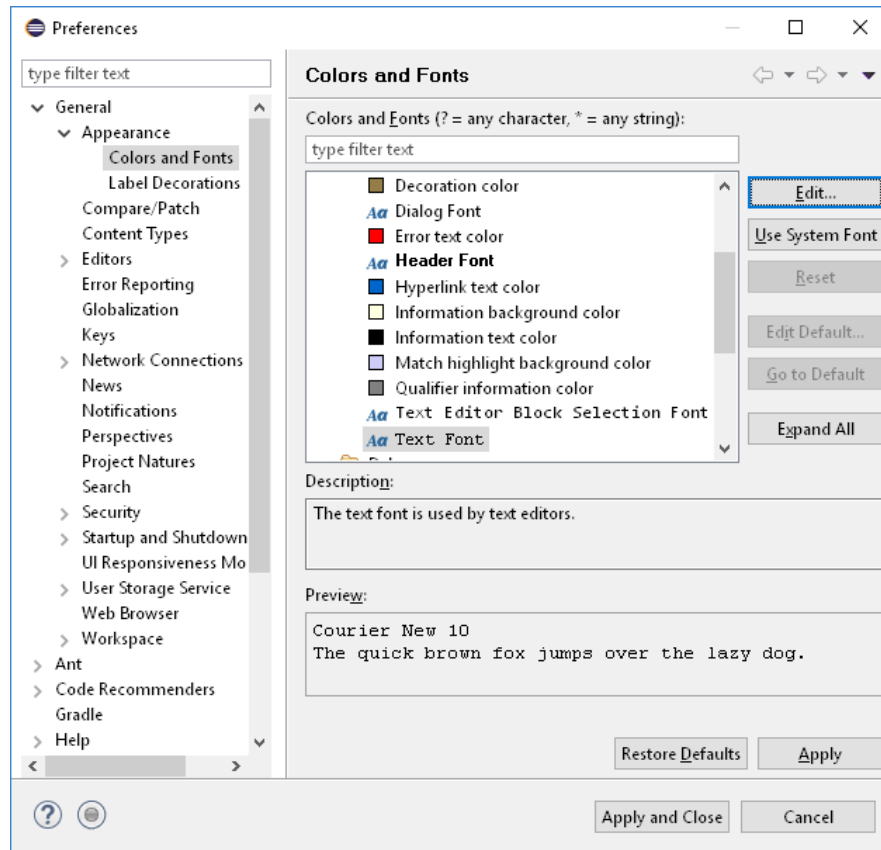 Preferences
type filter text
General
Appearance
Colors and Fonts
Label Decorations
Compare/Patch
Content Types
Editors
Error Reporting
Globalization
Keys
Network Connections
News
Notifications
Perspectives
Project Natures
Search
Security
Startup and Shutdown
UI Responsiveness Mo
User Storage Service
Web Browser
Workspace
Ant
Code Recommenders
Gradle
Help
Colors and Fonts
Colors and Fonts (? = any character, * = any string):
type filter text
Decoration color
Aa Dialog Font
Error text color
Aa Header Font
Hyperlink text color
Information background color
Information text color
Match highlight background color
Qualifier information color
Aa Text Editor Block Selection Font
Aa Text Font
Edit...
Use System Font
Reset
Edit Default...
Go to Default
Expand All
Description:
The text font is used by text editors.
Preview:
Courier New 10
The quick brown fox jumps over the lazy dog.
Restore Defaults
Apply
?
Apply and Close
Cancel